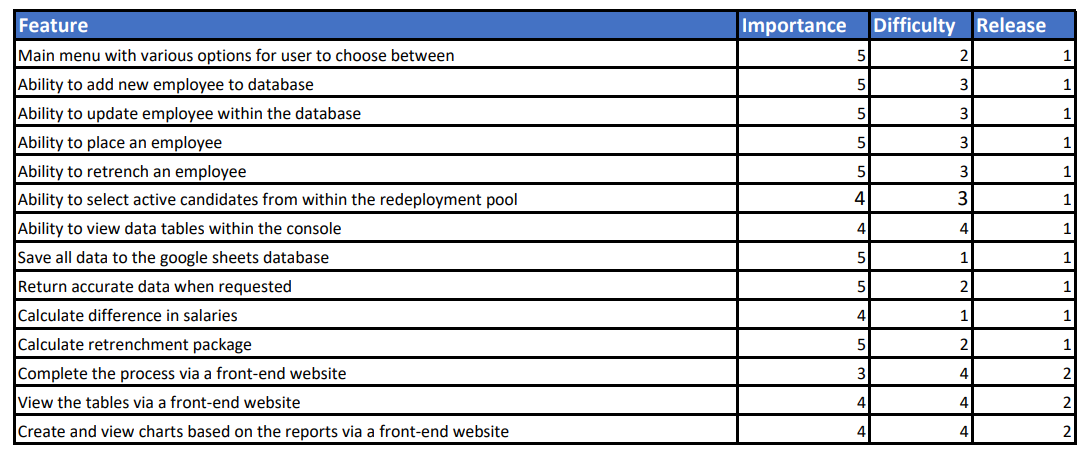 Feature Importance Difficulty Release
Main menu with various options for user to choose between 5 2 1
Ability to add new employee to database 5 3 1
Ability to update employee within the database 5 3 1
Ability to place an employee 5 3 1
Ability to retrench an employee 5 3 1
Ability to select active candidates from within the redeployment pool 4 3 1
Ability to view data tables within the console 4 4 1
Save all data to the google sheets database 5 1 1
Return accurate data when requested 5 2 1
Calculate difference in salaries 4 1 1
Calculate retrenchment package 5 2 1
Complete the process via a front-end website 3 4 2
View the tables via a front-end website 4 4 2
Create and view charts based on the reports via a front-end website 4 4 2